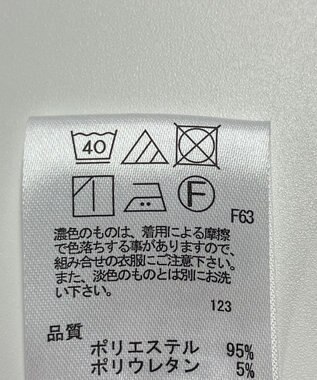 40
F
F63
濃色のものは、着用による摩擦
で色落ちする事がありますので、
組み合せの衣服にご注意下さい。
また、淡色のものとは別にお洗
い下さい。
123
品質
ポリエステル 95%
ポリウレタン 5%